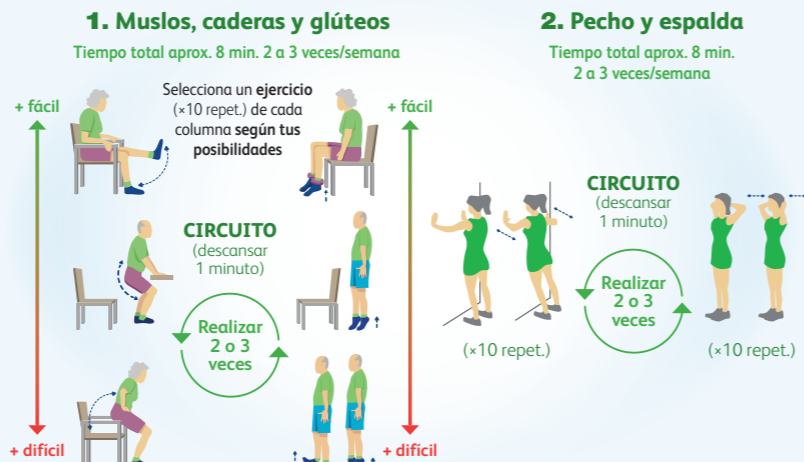 1. Muslos, caderas y glúteos
Tiempo total aprox. 8 min. 2 a 3 veces/semana
+ fácil
Selecciona un ejercicio
(×10 repet.) de cada
columna según tus
posibilidades
+ fácil
CIRCUITO
(descansar
1 minuto)
Realizar
2 o 3
veces
+ difícil
+ difícil
2. Pecho y espalda
Tiempo total aprox. 8 min.
2 a 3 veces/semana
CIRCUITO
(descansar
1 minuto)
Realizar
2 o 3
veces
(×10 repet.)
(×10 repet.)